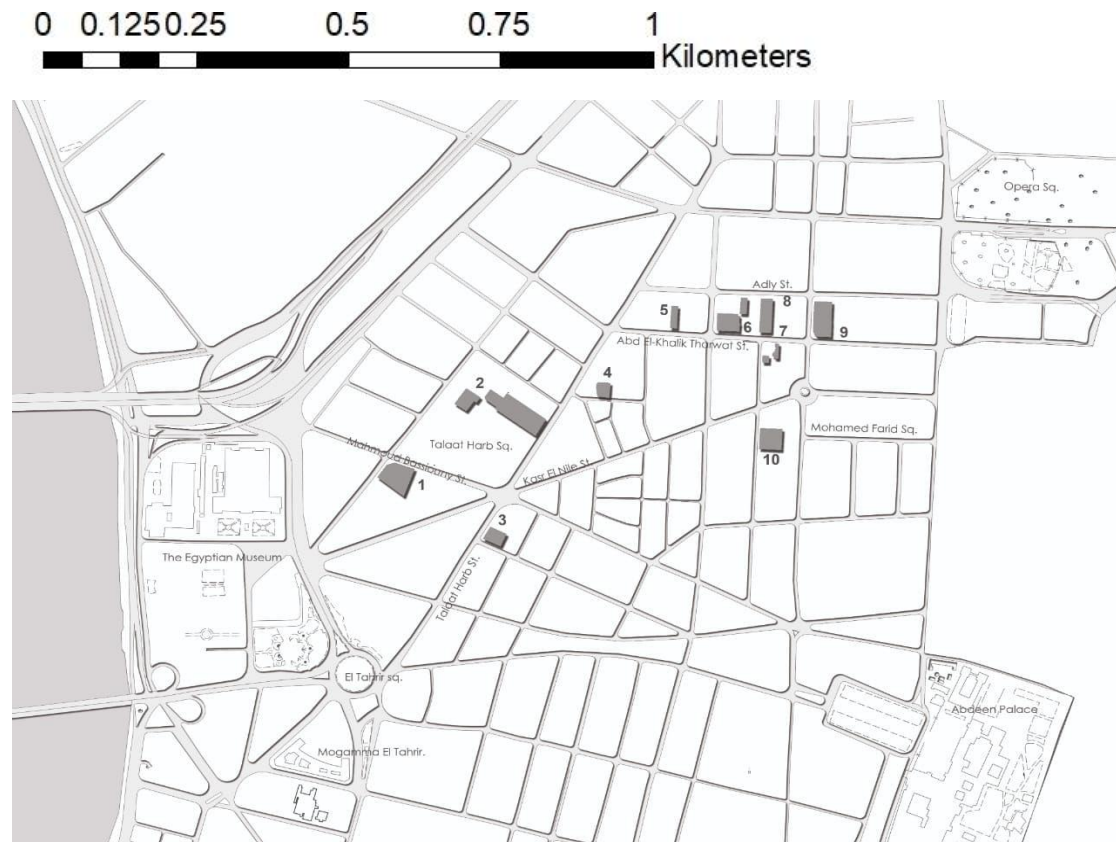 0 0.125 0.25 0.5 0.75 1
Kilometers
Opera Sq.
Adly St.
8
5
6
7
9
Abd El-Khalik Tharwat St.
4
2
Mohamed Farid Sq.
Talaat Harb Sq.
10
Mahmoud Bassiouny St.
Kasr El Nile St.
1
3
The Egyptian Museum
Talaat Harb St.
El Tahrir sq.
Abdeen Palace
Mogamma El Tahrir.